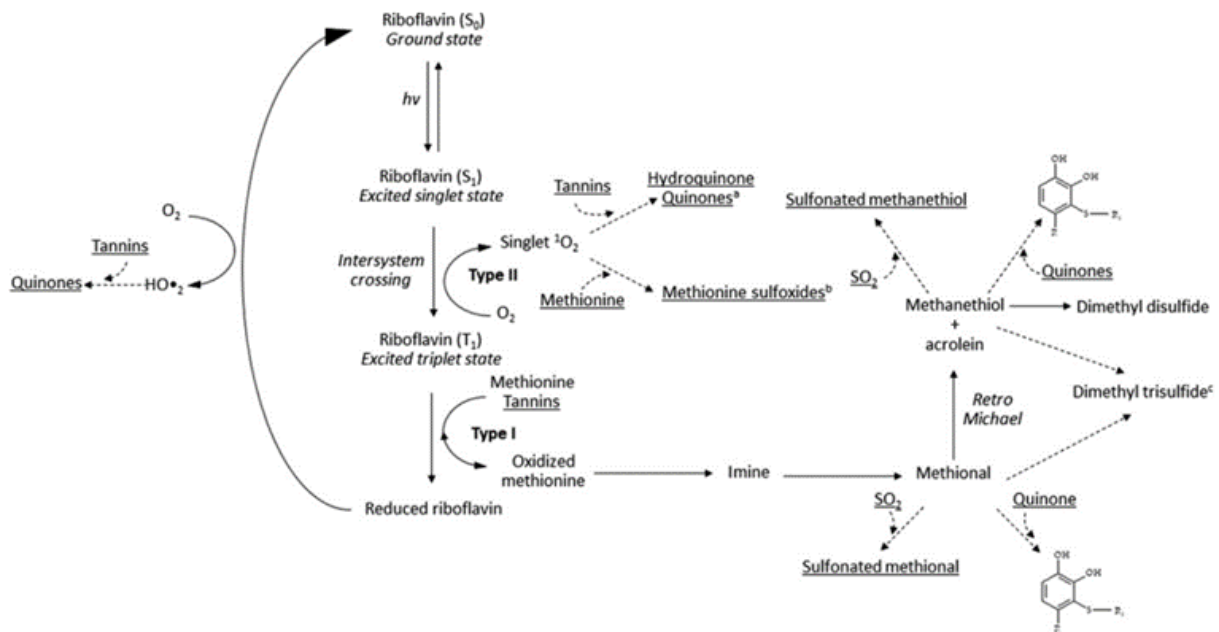 Riboflavin (S₀)
Ground state
hv
Riboflavin (S₁)
Excited singlet state
Intersystem
crossing
Type II
O₂
Singlet ¹O₂
Tannins
Hydroquinone
Quinonesᵃ
Methionine
Methionine sulfoxidesᵇ
Riboflavin (T₁)
Excited triplet state
Methionine
Tannins
Type I
Oxidized
methionine
Reduced riboflavin
O₂
Tannins
Quinones
HO•₂
Imine
Methional
SO₂
Sulfonated methional
Quinone
OH
OH
S
R₁
R
Retro
Michael
Methanethiol
+
acrolein
SO₂
Sulfonated methanethiol
Quinones
OH
OH
S
R₁
R
Dimethyl disulfide
Dimethyl trisulfideᶜ